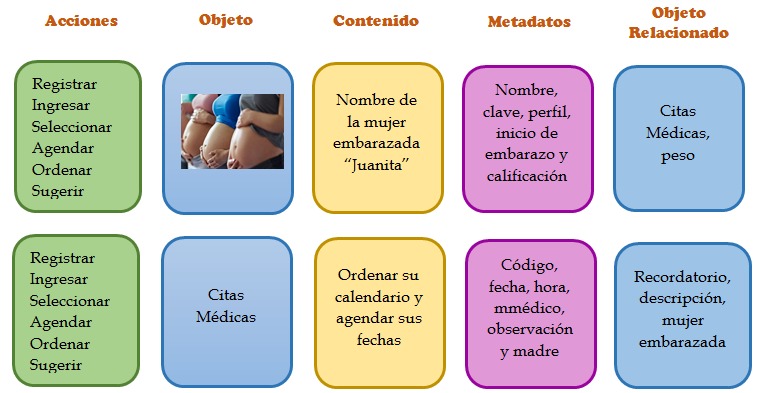 Acciones
Objeto
Contenido
Metadatos
Objeto
Relacionado
Registrar
Ingresar
Seleccionar
Agendar
Ordenar
Sugerir
Nombre de
la mujer
embarazada
“Juanita”
Nombre,
clave, perfil,
inicio de
embarazo y
calificación
Citas
Médicas,
peso
Registrar
Ingresar
Seleccionar
Agendar
Ordenar
Sugerir
Citas
Médicas
Ordenar su
calendario y
agendar sus
fechas
Código,
fecha, hora,
mmédico,
observación
y madre
Recordatorio,
descripción,
mujer
embarazada